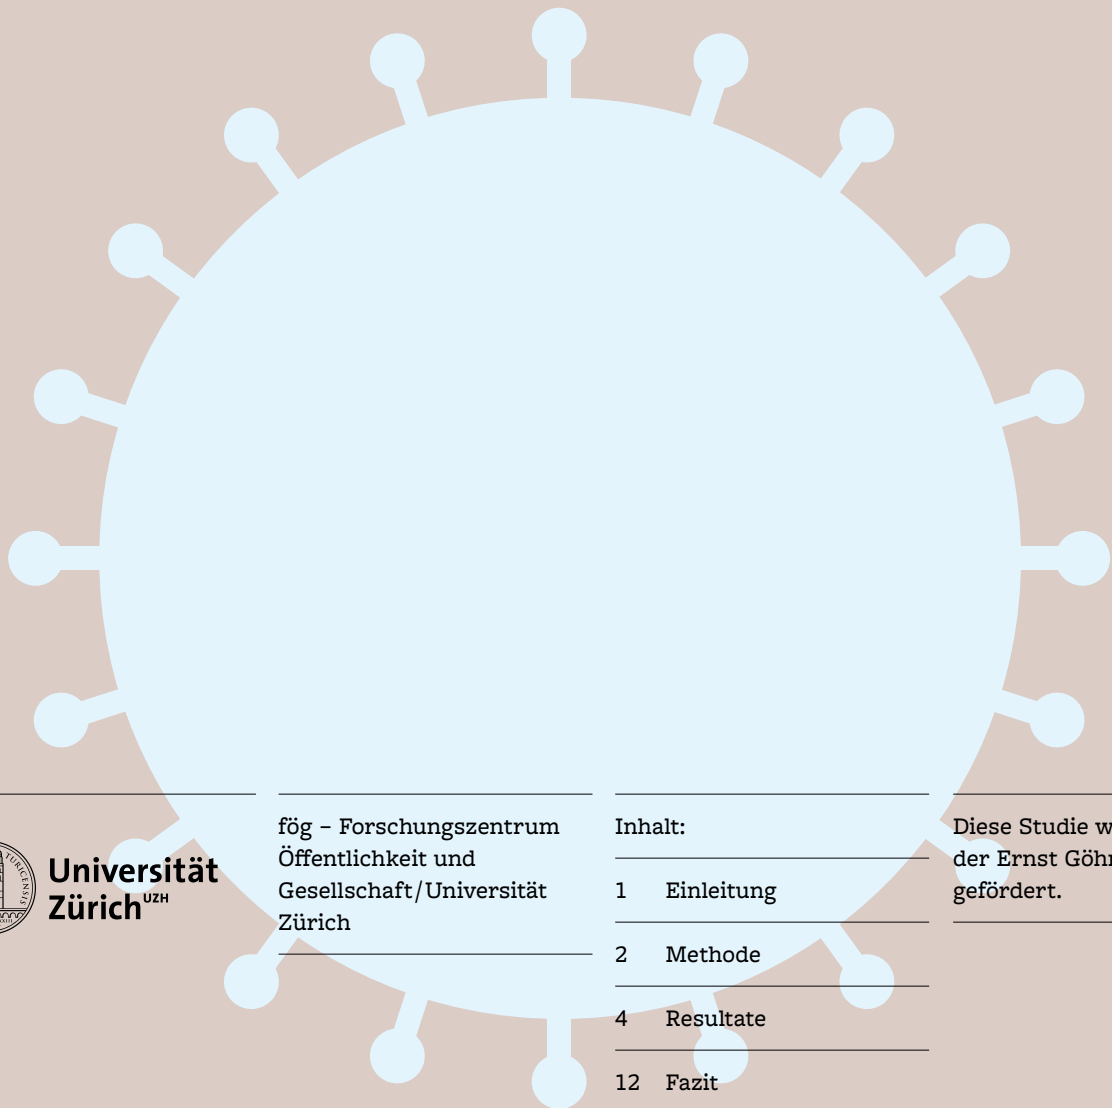 TURICENSIS
Universität
Zürich UZH
fög – Forschungszentrum
Öffentlichkeit und
Gesellschaft/Universität
Zürich
Inhalt:
1 Einleitung
2 Methode
4 Resultate
12 Fazit
Diese Studie
der Ernst
gefördert.